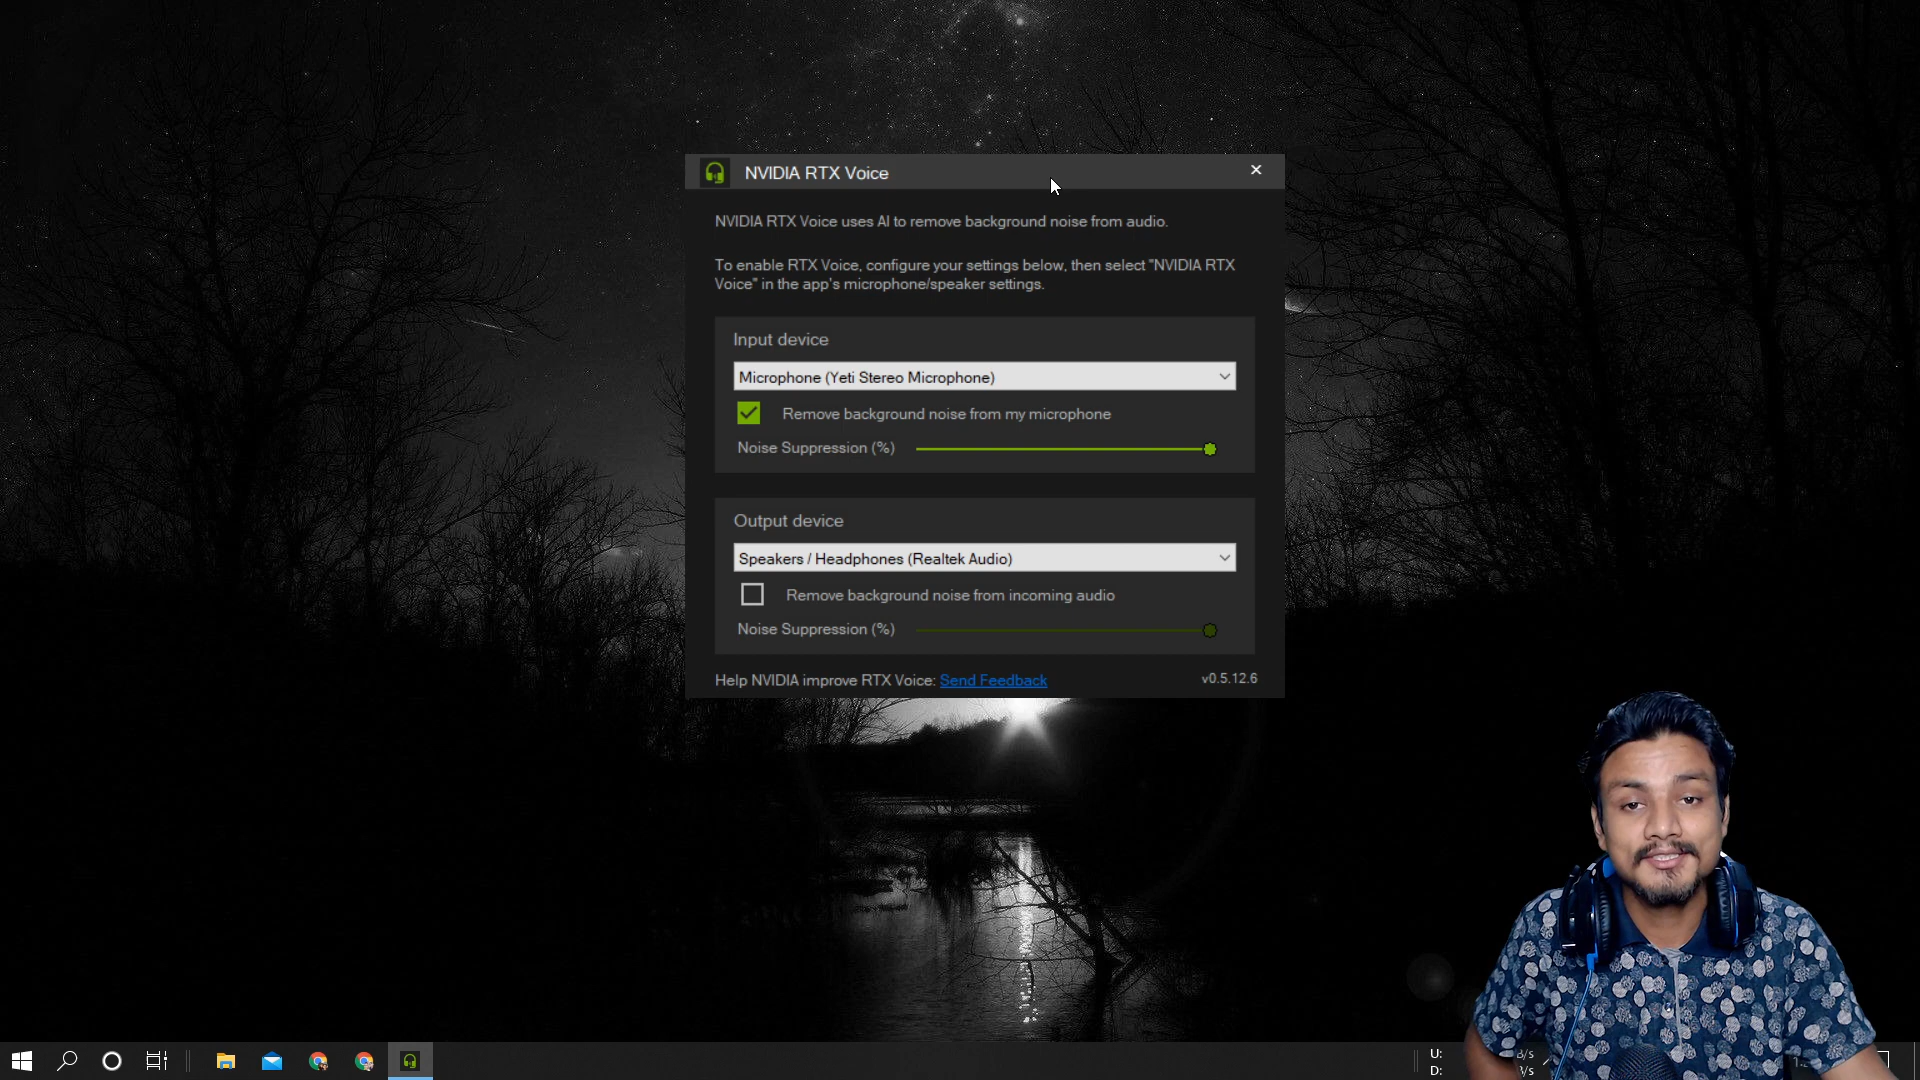 NVIDIA RTX Voice
NVIDIA RTX Voice uses AI to remove background noise from audio.
To enable RTX Voice, configure your settings below, then select "NVIDIA RTX
Voice" in the app's microphone/speaker settings.
Input device
Microphone (Yeti Stereo Microphone)
Remove background noise from my microphone
Noise Suppression (%)
Output device
Speakers / Headphones (Realtek Audio)
Remove background noise from incoming audio
Noise Suppression (%)
Help NVIDIA improve RTX Voice: Send Feedback
v0.5.12.6
U:
D: